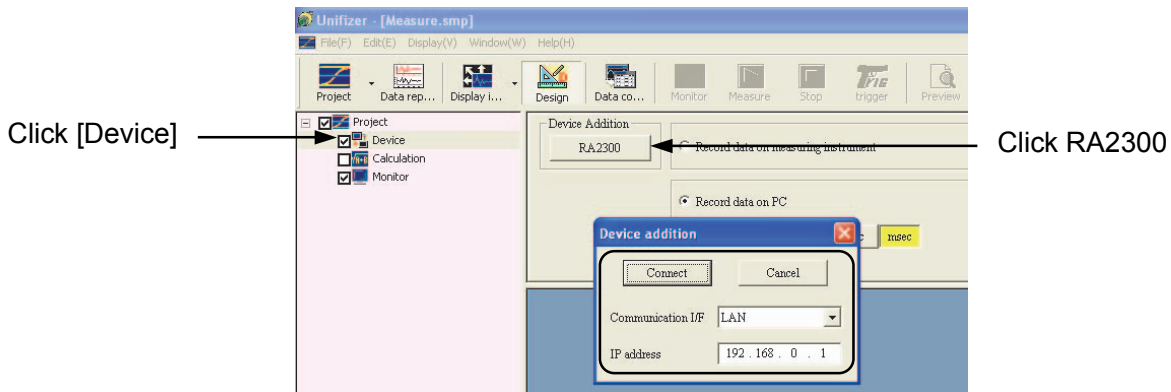 Unifizer - [Measure.smp]
File(F) Edit(E) Display(V) Window(W) Help(H)
Project Data rep... Display i... Design Data co... Monitor Measure Stop trigger Preview
Click [Device]
Project
Device
Calculation
Monitor
Device Addition
RA2300
Record data on measuring instrument
Click RA2300
Record data on PC
msec
Device addition
Connect Cancel
Communication I/F LAN
IP address 192 . 168 . 0 . 1